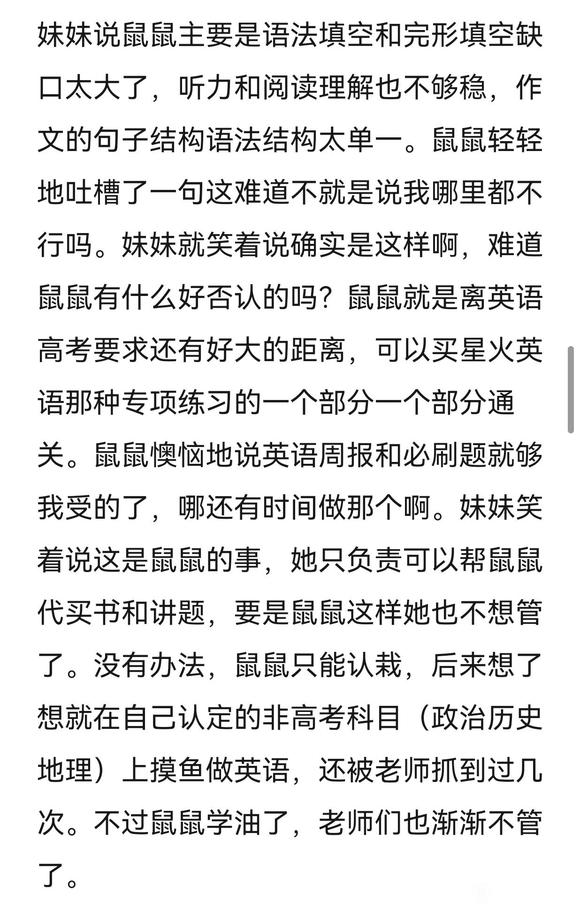 妹妹说鼠鼠主要是语法填空和完形填空缺
口太大了，听力和阅读理解也不够稳，作
文的句子结构语法结构太单一。鼠鼠轻轻
地吐槽了一句这难道不就是说我哪里都不
行吗。妹妹就笑着说确实是这样啊，难道
鼠鼠有什么好否认的吗？鼠鼠就是离英语
高考要求还有好大的距离，可以买星火英
语那种专项练习的一个部分一个部分通
关。鼠鼠懊恼地说英语周报和必刷题就够
我受的了，哪还有时间做那个啊。妹妹笑
着说这是鼠鼠的事，她只负责可以帮鼠鼠
代买书和讲题，要是鼠鼠这样她也不想管
了。没有办法，鼠鼠只能认栽，后来想了
想就在自己认定的非高考科目（政治历史
地理）上摸鱼做英语，还被老师抓到过几
次。不过鼠鼠学油了，老师们也渐渐不管
了。